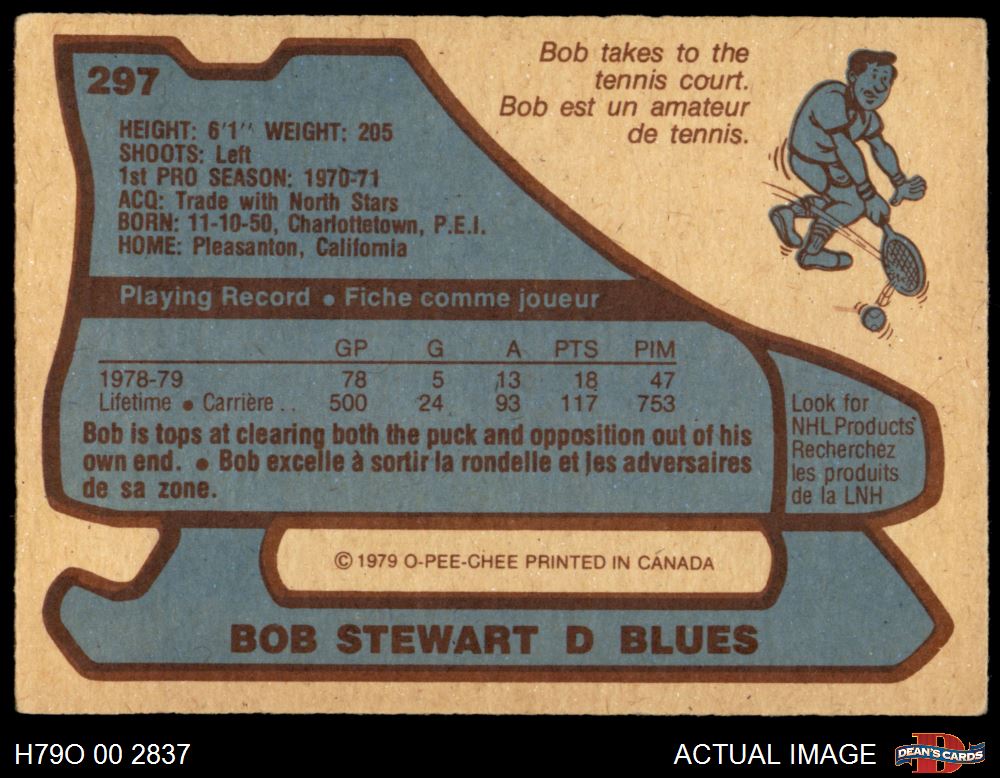 297
Bob takes to the
tennis court.
Bob est un amateur
de tennis.
HEIGHT: 6'1'' WEIGHT: 205
SHOOTS: Left
1st PRO SEASON: 1970-71
ACQ: Trade with North Stars
BORN: 11-10-50, Charlottetown, P.E.I.
HOME: Pleasanton, California
Playing Record • Fiche comme joueur
GP G A PTS PIM
1978-79 78 5 13 18 47
Lifetime • Carrière . . 500 24 93 117 753
Bob is tops at clearing both the puck and opposition out of his
own end. • Bob excelle à sortir la rondelle et les adversaires
de sa zone.
Look for
NHL Products
Recherchez
les produits
de la LNH
© 1979 O-PEE-CHEE PRINTED IN CANADA
BOB STEWART D BLUES
H79O 00 2837
ACTUAL IMAGE
D
DEAN'S CARDS